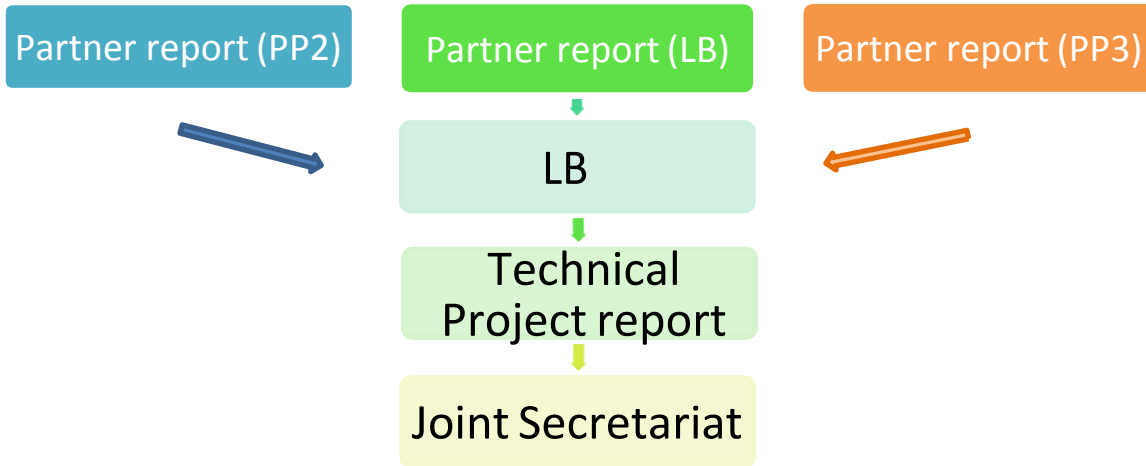 Partner report (PP2)
Partner report (LB)
Partner report (PP3)
LB
Technical
Project report
Joint Secretariat